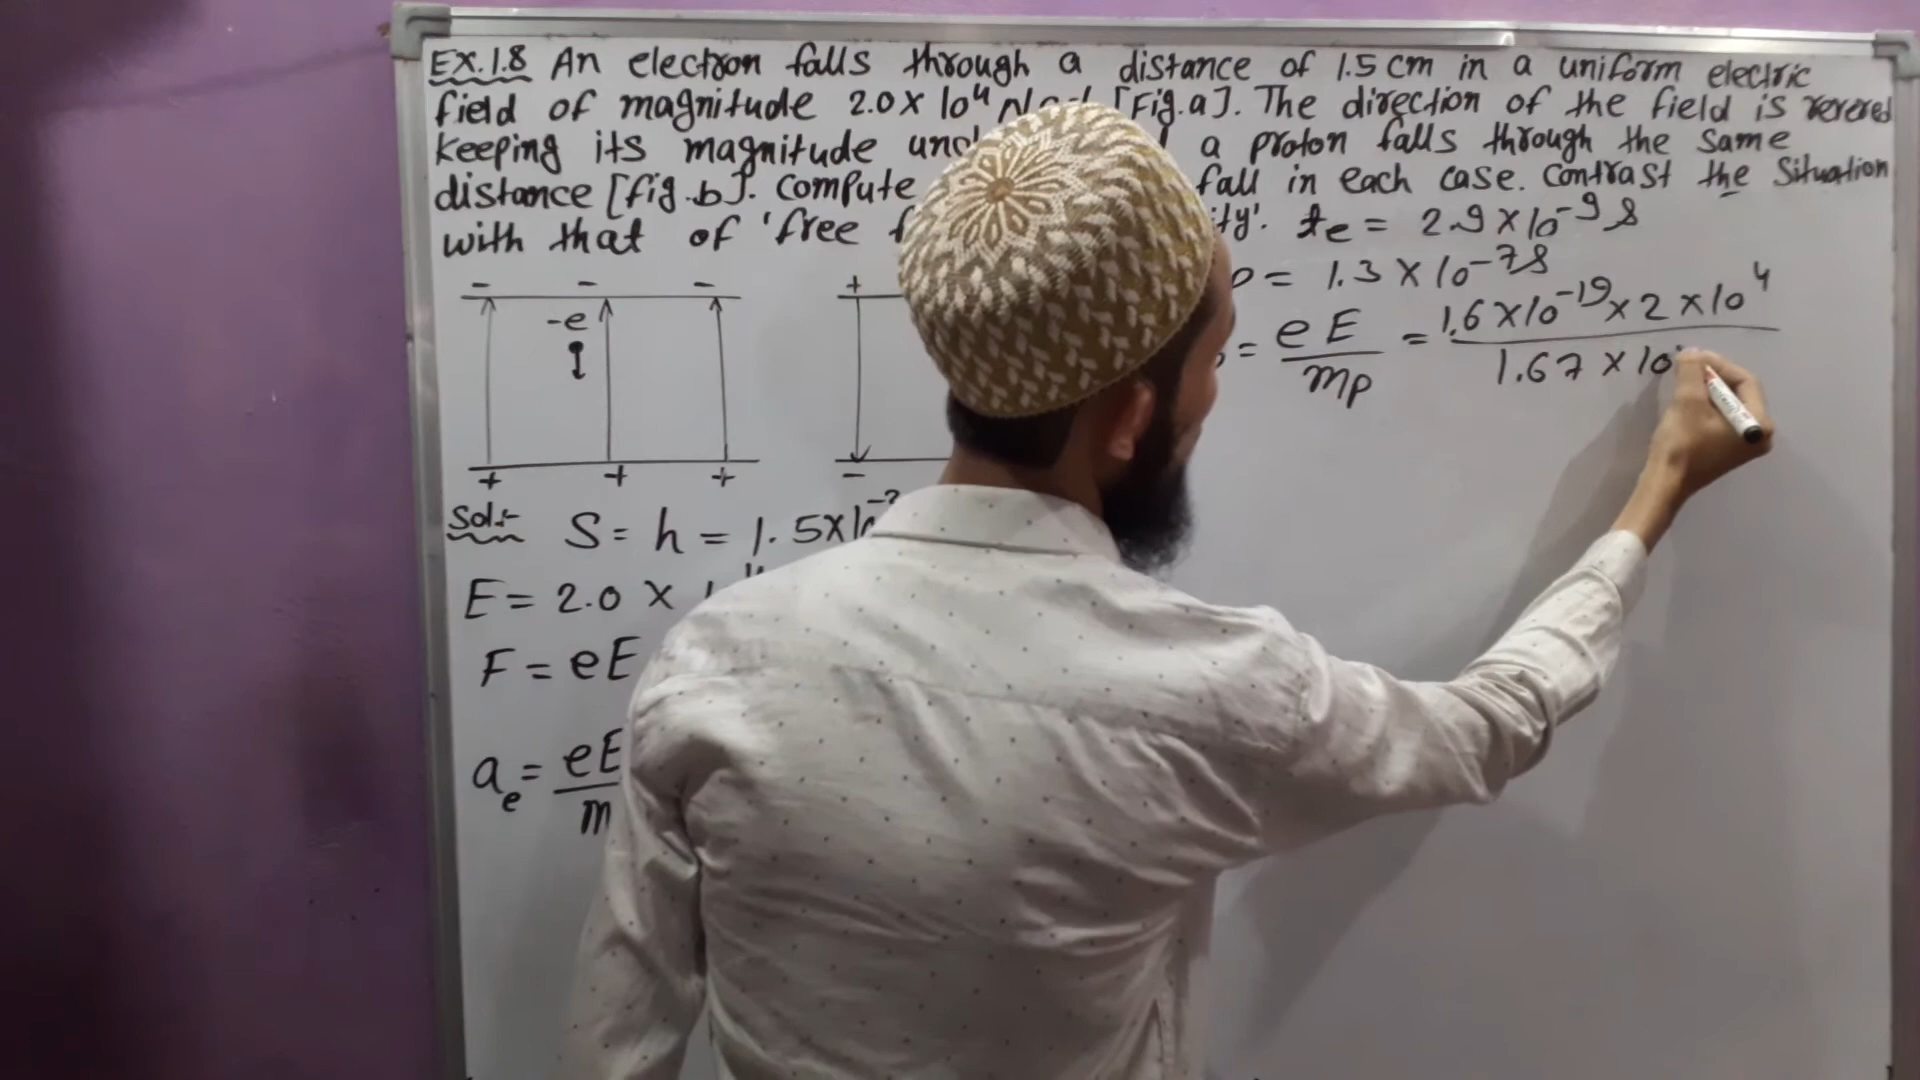 EX.1.8 An electron falls through a distance of 1.5 cm in a uniform electric
field of magnitude 2.0 × 10⁴ [Fig.a]. The direction of the field is revered
keeping its magnitude a proton falls through the same
distance [fig.b]. Compute fall in each case. Contrast the Situation
with that of 'free ity'. te = 2.9 × 10⁻⁹ s
= 1.3 × 10⁻⁷ s
= eE/mp = 1.6 × 10⁻¹⁹ × 2 × 10⁴ / 1.67 × 10
- - - +
-e
+ + + -
Sol:- S = h = 1.5 × 10
E = 2.0 ×
F = eE
ae = eE/m